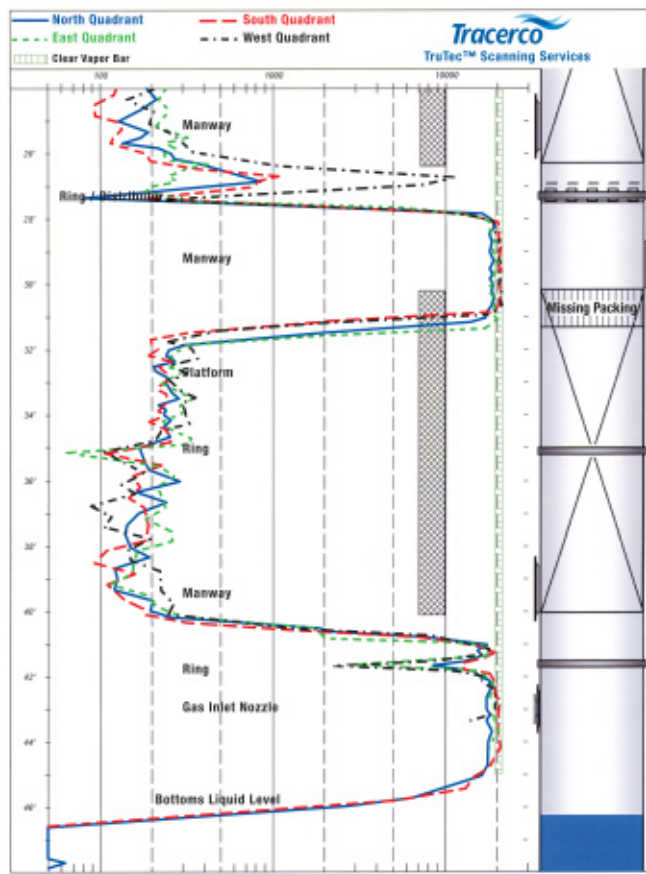 North Quadrant
South Quadrant
East Quadrant
West Quadrant
Clear Vapor Bar
Tracerco
TruTec™ Scanning Services
100
1000
10000
Manway
Ring / Distributor
Manway
30'
Missing Packing
32'
Platform
34'
Ring
36'
38'
Manway
40'
42'
Ring
Gas Inlet Nozzle
44'
Bottoms Liquid Level
46'